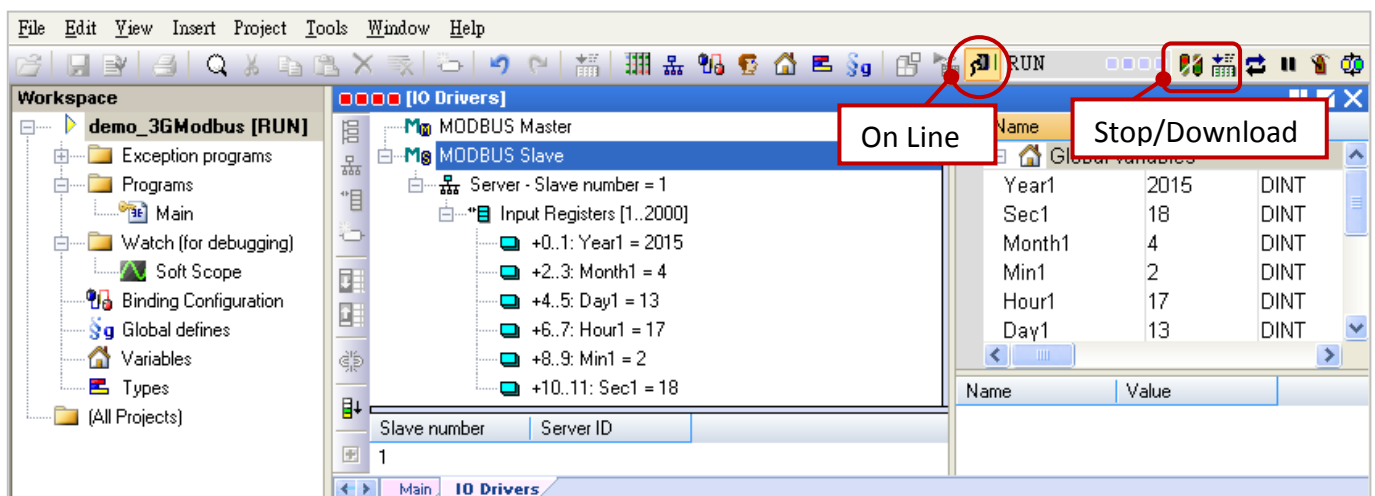 File Edit View Insert Project Tools Window Help
RUN
On Line
Stop/Download
Workspace
demo_3GModbus [RUN]
Exception programs
Programs
Main
Watch (for debugging)
Soft Scope
Binding Configuration
Global defines
Variables
Types
(All Projects)
[IO Drivers]
MODBUS Master
MODBUS Slave
Server - Slave number = 1
Input Registers [1..2000]
+0..1: Year1 = 2015
+2..3: Month1 = 4
+4..5: Day1 = 13
+6..7: Hour1 = 17
+8..9: Min1 = 2
+10..11: Sec1 = 18
Slave number Server ID
1
Main IO Drivers
Name
Global variables
Year1 2015 DINT
Sec1 18 DINT
Month1 4 DINT
Min1 2 DINT
Hour1 17 DINT
Day1 13 DINT
Name Value